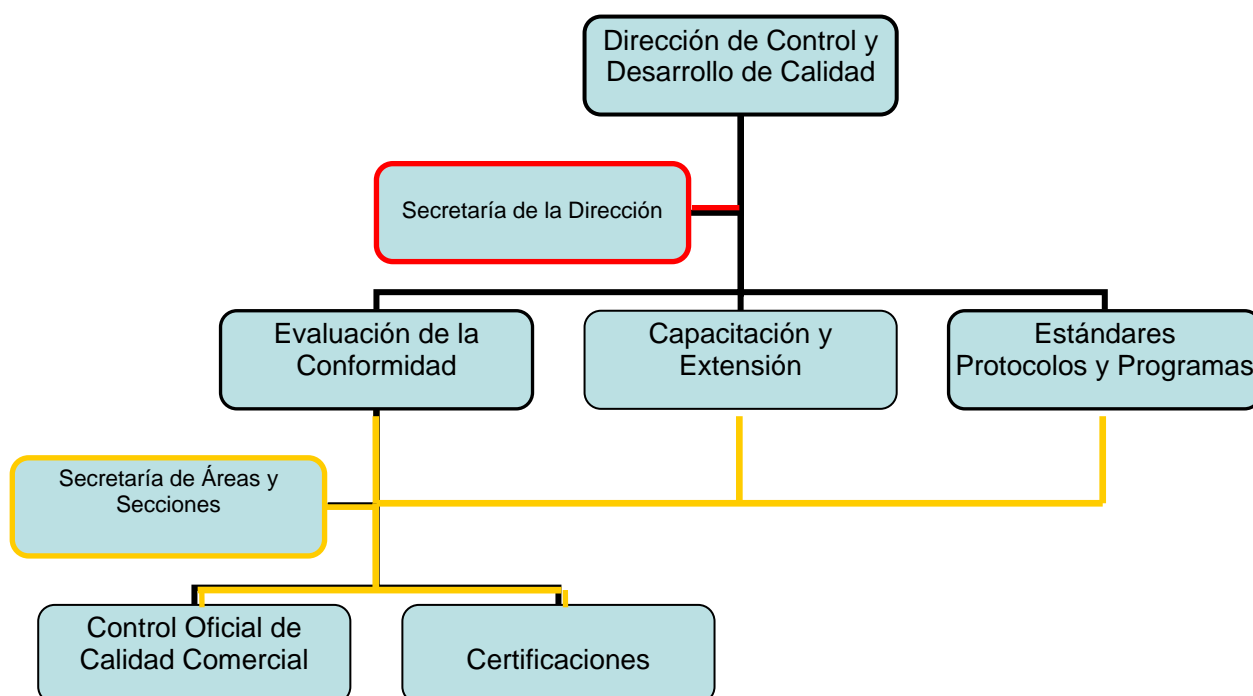 Dirección de Control y
Desarrollo de Calidad
Secretaría de la Dirección
Evaluación de la
Conformidad
Capacitación y
Extensión
Estándares
Protocolos y Programas
Secretaría de Áreas y
Secciones
Control Oficial de
Calidad Comercial
Certificaciones